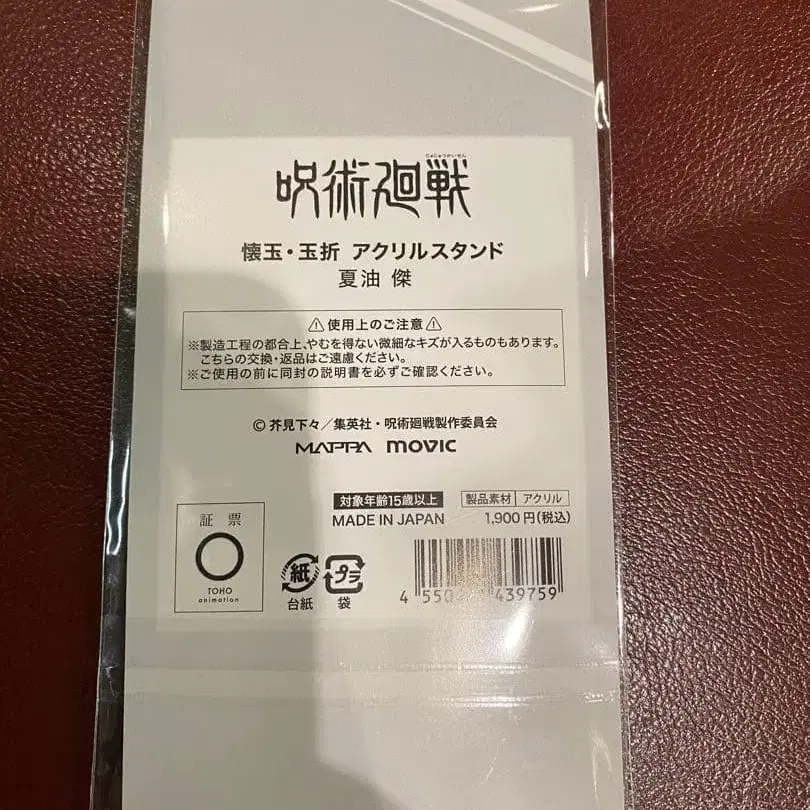 じゅじゅつかいせん
呪術廻戦
懐玉・玉折 アクリルスタンド
夏油 傑
⚠使用上のご注意⚠
※製造工程の都合上、やむを得ない微細なキズが入るものもあります。
こちらの交換・返品はご遠慮ください。
※ご使用の前に同封の説明書を必ずご確認ください。
© 芥見下々／集英社・呪術廻戦製作委員会
MAPPA movic
対象年齢15歳以上 製品素材 アクリル
MADE IN JAPAN 1,900円(税込)
証 票
TOHO
animation
紙 プラ
台紙 袋
4 550 439759